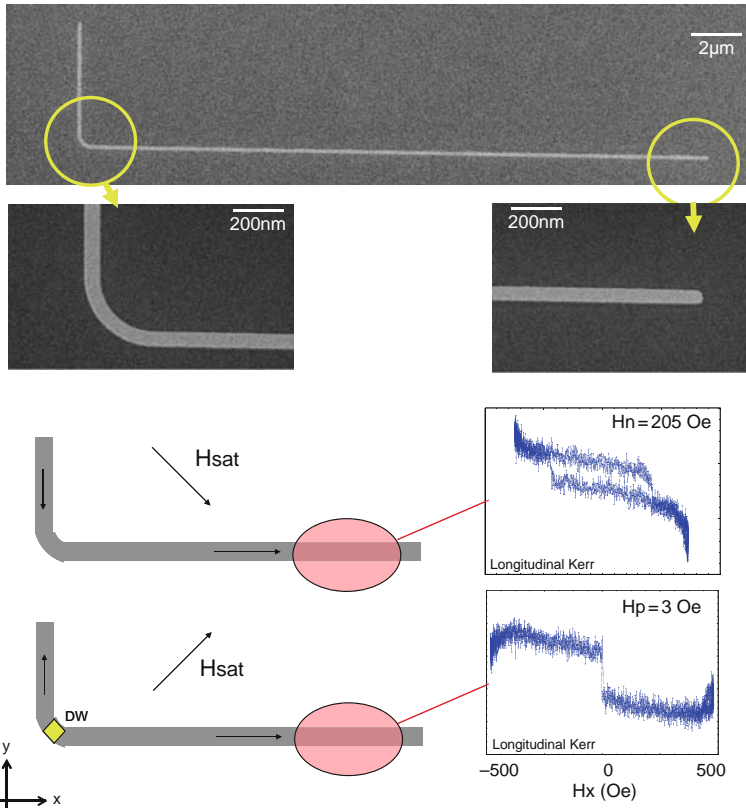 2μm
200nm
200nm
Hsat
Hn=205 Oe
Longitudinal Kerr
Hsat
DW
Hp=3 Oe
Longitudinal Kerr
y
x
−500 0 500
Hx (Oe)